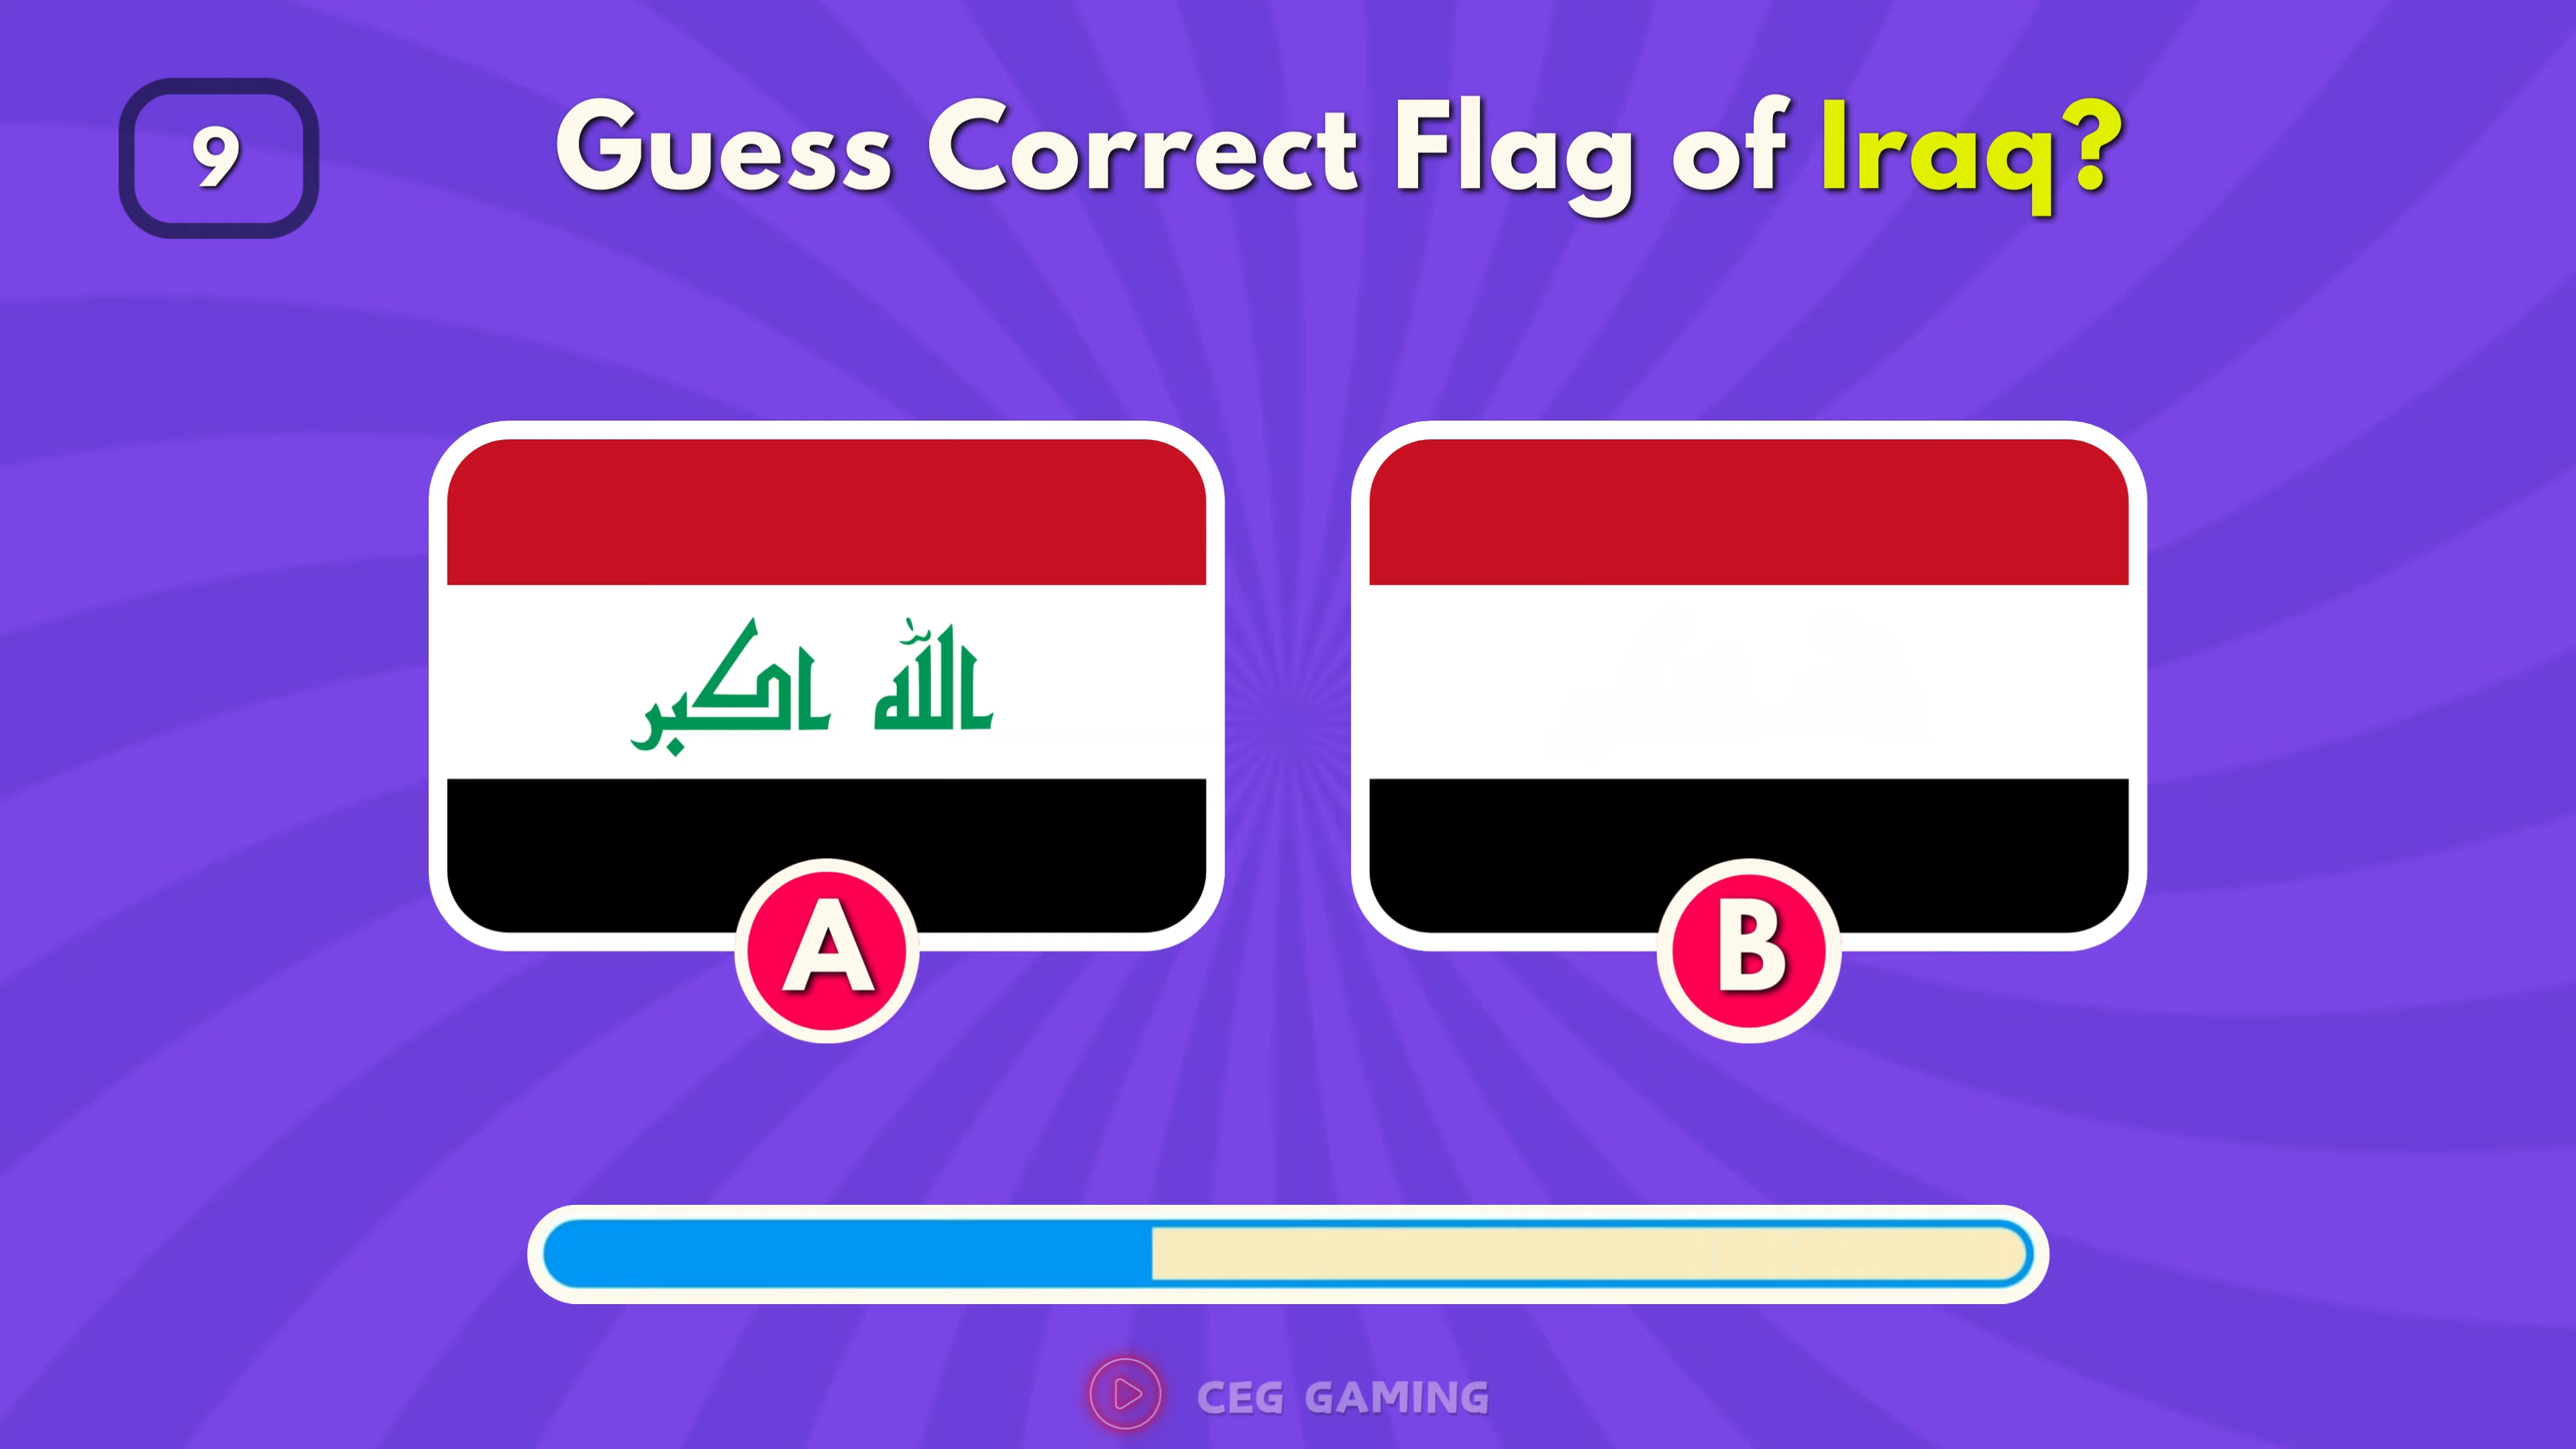 9
Guess Correct Flag of Iraq?
الله اكبر
A
B
CEG GAMING